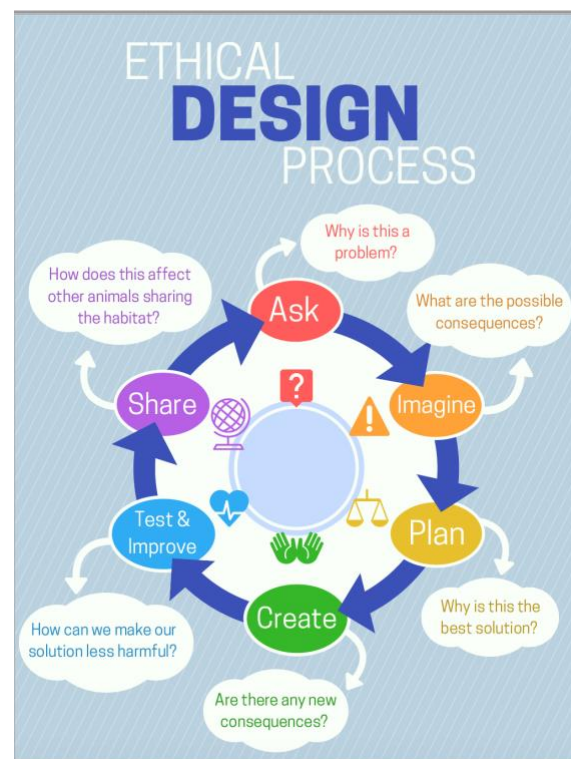 ETHICAL
DESIGN
PROCESS
Why is this a
problem?
Ask
What are the possible
consequences?
Imagine
Plan
Why is this the
best solution?
Create
Are there any new
consequences?
Test &
Improve
How can we make our
solution less harmful?
Share
How does this affect
other animals sharing
the habitat?
?
!